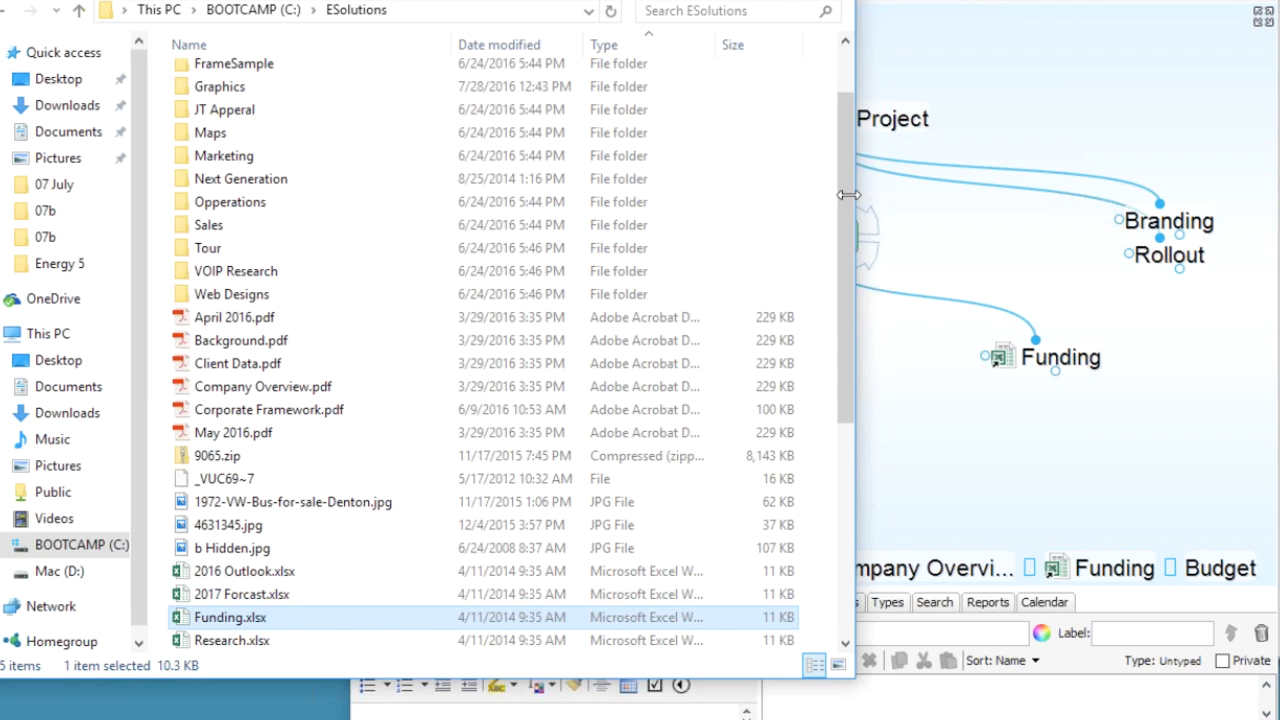 This PC > BOOTCAMP (C:) > ESolutions
Search ESolutions
Quick access
Desktop
Downloads
Documents
Pictures
07 July
07b
07b
Energy 5
OneDrive
This PC
Desktop
Documents
Downloads
Music
Pictures
Public
Videos
BOOTCAMP (C:)
Mac (D:)
Network
Homegroup
Name Date modified Type Size
FrameSample 6/24/2016 5:44 PM File folder
Graphics 7/28/2016 12:43 PM File folder
JT Apperal 6/24/2016 5:44 PM File folder
Maps 6/24/2016 5:44 PM File folder
Marketing 6/24/2016 5:44 PM File folder
Next Generation 8/25/2014 1:16 PM File folder
Opperations 6/24/2016 5:44 PM File folder
Sales 6/24/2016 5:44 PM File folder
Tour 6/24/2016 5:46 PM File folder
VOIP Research 6/24/2016 5:46 PM File folder
Web Designs 6/24/2016 5:46 PM File folder
April 2016.pdf 3/29/2016 3:35 PM Adobe Acrobat D... 229 KB
Background.pdf 3/29/2016 3:35 PM Adobe Acrobat D... 229 KB
Client Data.pdf 3/29/2016 3:35 PM Adobe Acrobat D... 229 KB
Company Overview.pdf 3/29/2016 3:35 PM Adobe Acrobat D... 229 KB
Corporate Framework.pdf 6/9/2016 10:53 AM Adobe Acrobat D... 100 KB
May 2016.pdf 3/29/2016 3:35 PM Adobe Acrobat D... 229 KB
9065.zip 11/17/2015 7:45 PM Compressed (zipp... 8,143 KB
_VUC69~7 5/17/2012 10:32 AM File 16 KB
1972-VW-Bus-for-sale-Denton.jpg 11/17/2015 1:06 PM JPG File 62 KB
4631345.jpg 12/4/2015 3:57 PM JPG File 37 KB
b Hidden.jpg 6/24/2008 8:37 AM JPG File 107 KB
2016 Outlook.xlsx 4/11/2014 9:35 AM Microsoft Excel W... 11 KB
2017 Forcast.xlsx 4/11/2014 9:35 AM Microsoft Excel W... 11 KB
Funding.xlsx 4/11/2014 9:35 AM Microsoft Excel W... 11 KB
Research.xlsx 4/11/2014 9:35 AM Microsoft Excel W... 11 KB
5 items 1 item selected 10.3 KB
Project
Branding
Rollout
Funding
mpany Overvi... Funding Budget
s Types Search Reports Calendar
Label:
Sort: Name Type: Untyped Private